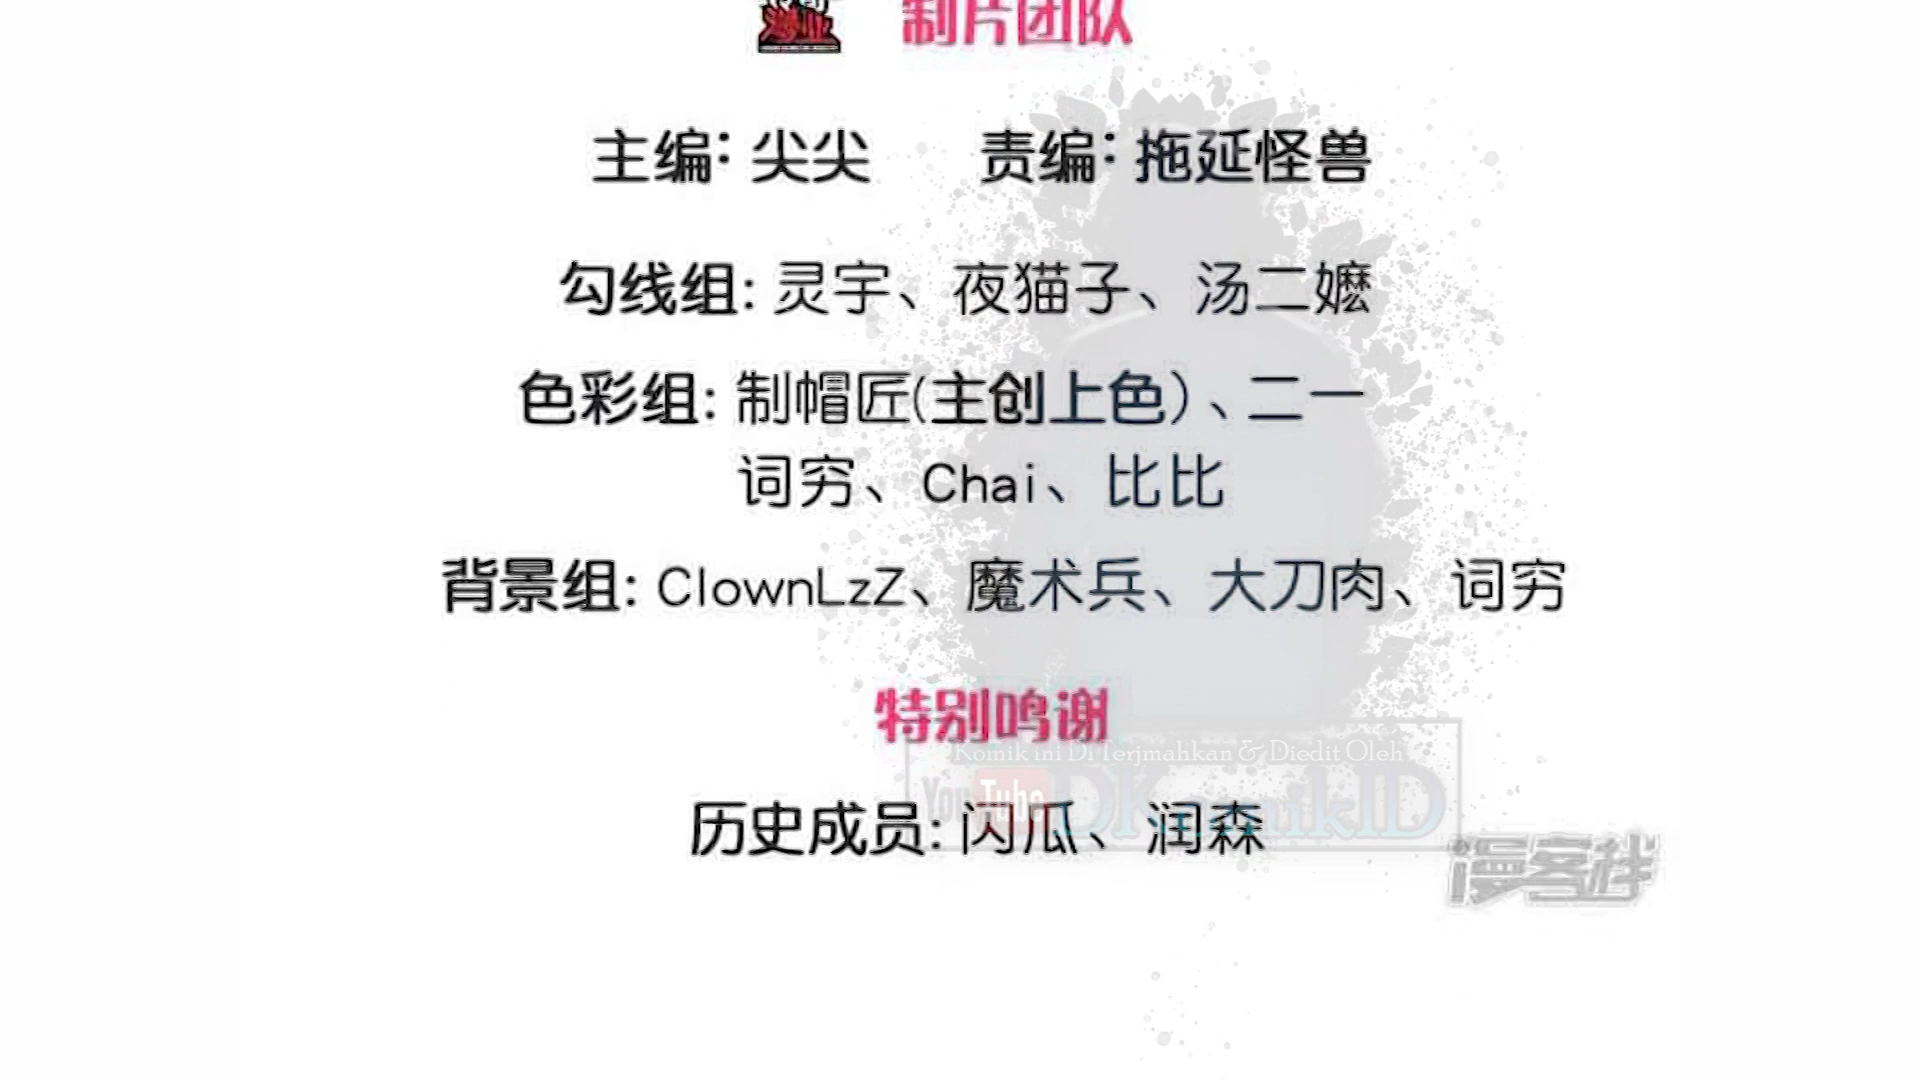 制片团队
主编：尖尖 责编：拖延怪兽
勾线组：灵宇、夜猫子、汤二嬷
色彩组：制帽匠(主创上色）、二一
词穷、Chai、比比
背景组：ClownLzZ、魔术兵、大刀肉、词穷
特别鸣谢
Komik ini Di Terjmahkan & Diedit Oleh
YouTube DKomikID
历史成员：闪瓜、润森
漫客栈